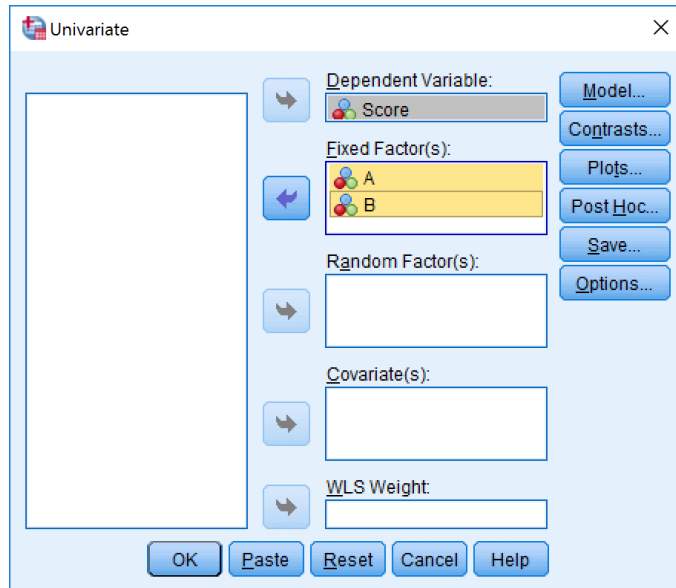 Univariate
Dependent Variable:
Score
Fixed Factor(s):
A
B
Random Factor(s):
Covariate(s):
WLS Weight:
Model...
Contrasts...
Plots...
Post Hoc...
Save...
Options...
OK
Paste
Reset
Cancel
Help